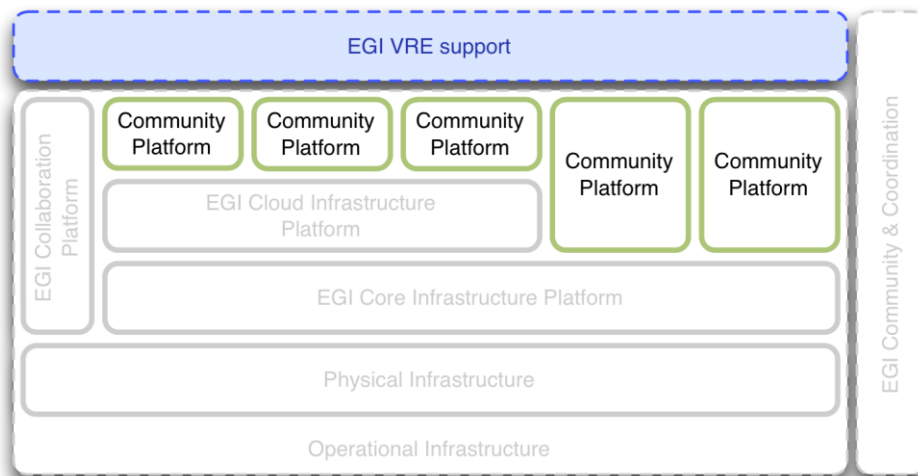 EGI VRE support
EGI Collaboration
Platform
Community
Platform
Community
Platform
Community
Platform
Community
Platform
Community
Platform
EGI Cloud Infrastructure
Platform
EGI Core Infrastructure Platform
Physical Infrastructure
Operational Infrastructure
EGI Community & Coordination